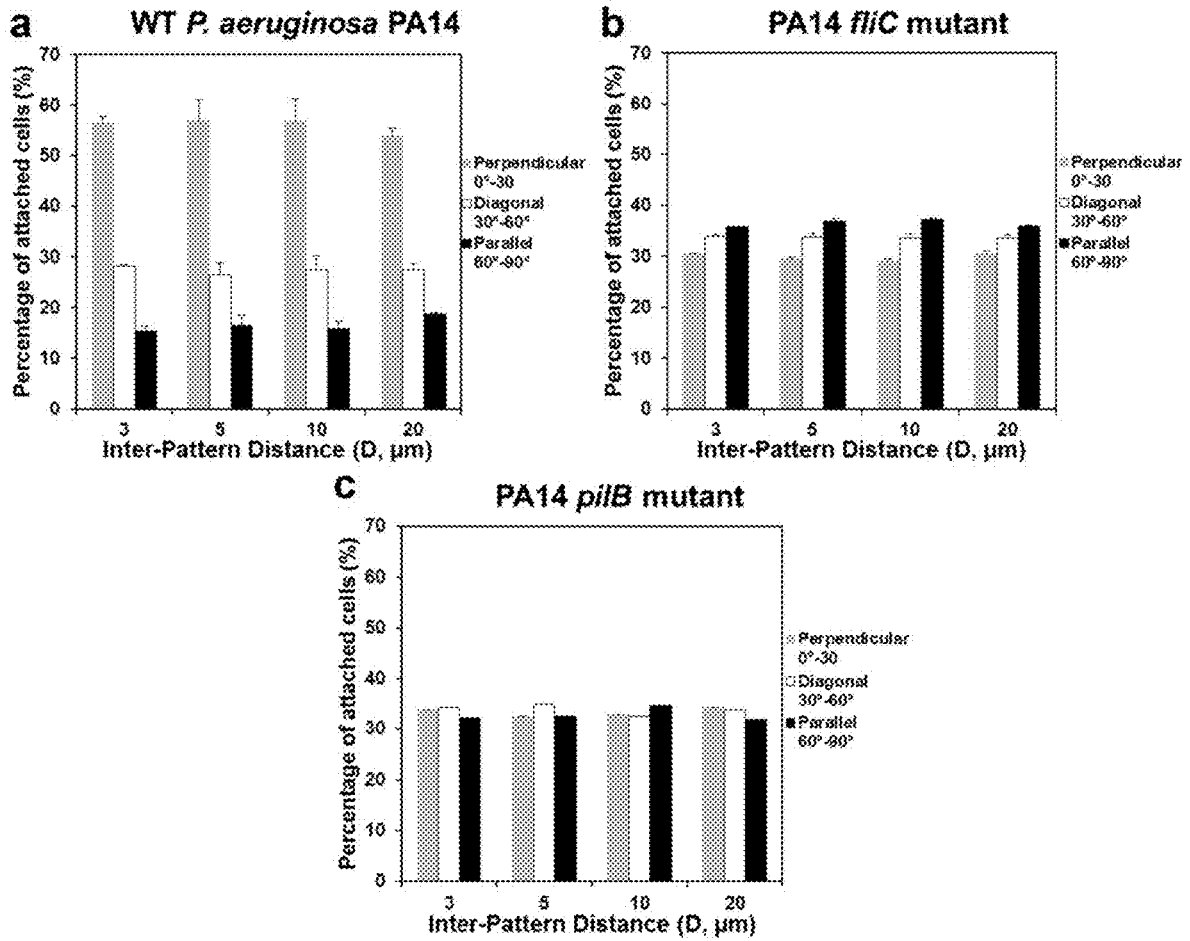 a
WT P. aeruginosa PA14
Percentage of attached cells (%)
70
60
50
40
30
20
10
0
3 5 10 20
Inter-Pattern Distance (D, µm)
Perpendicular
0°-30
Diagonal
30°-60°
Parallel
60°-90°
b
PA14 fliC mutant
Percentage of attached cells (%)
70
60
50
40
30
20
10
0
3 5 10 20
Inter-Pattern Distance (D, µm)
Perpendicular
0°-30
Diagonal
30°-60°
Parallel
60°-90°
c
PA14 pilB mutant
Percentage of attached cells (%)
70
60
50
40
30
20
10
0
3 5 10 20
Inter-Pattern Distance (D, µm)
Perpendicular
0°-30
Diagonal
30°-60°
Parallel
60°-90°